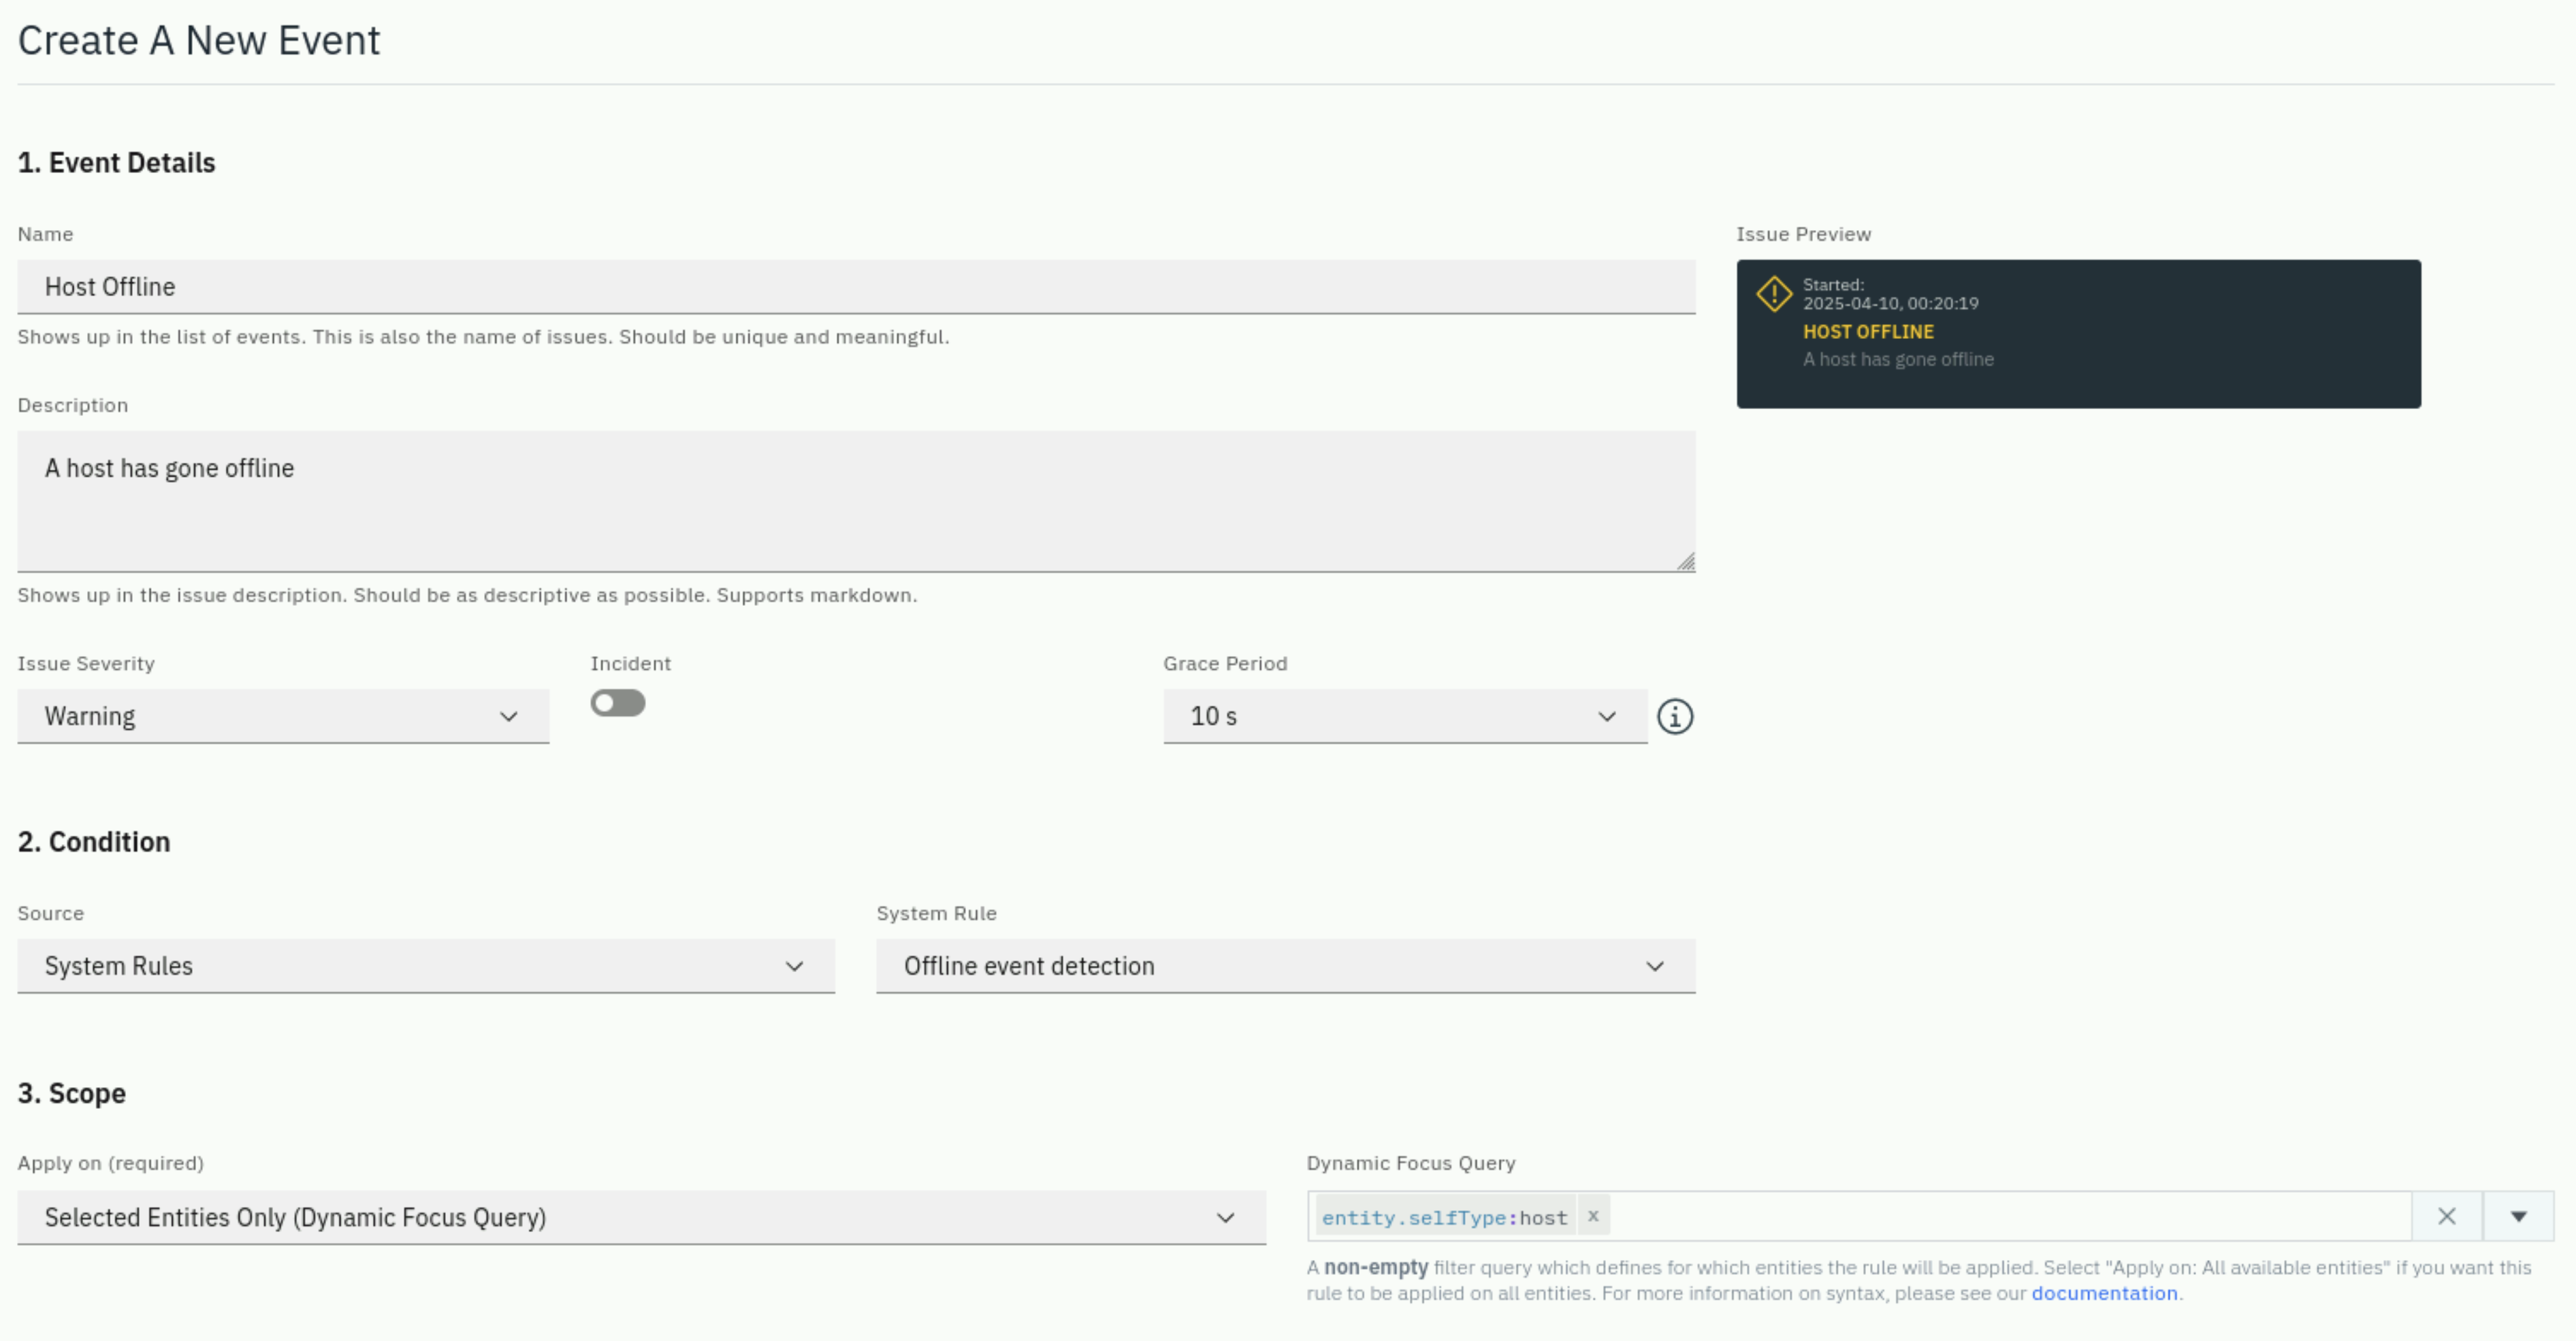 Create A New Event
1. Event Details
Name
Host Offline
Shows up in the list of events. This is also the name of issues. Should be unique and meaningful.
Issue Preview
Started:
2025-04-10, 00:20:19
HOST OFFLINE
A host has gone offline
Description
A host has gone offline
Shows up in the issue description. Should be as descriptive as possible. Supports markdown.
Issue Severity
Incident
Grace Period
Warning
10 s
2. Condition
Source
System Rule
System Rules
Offline event detection
3. Scope
Apply on (required)
Dynamic Focus Query
Selected Entities Only (Dynamic Focus Query)
entity.selfType:host x
A non-empty filter query which defines for which entities the rule will be applied. Select "Apply on: All available entities" if you want this
rule to be applied on all entities. For more information on syntax, please see our documentation.